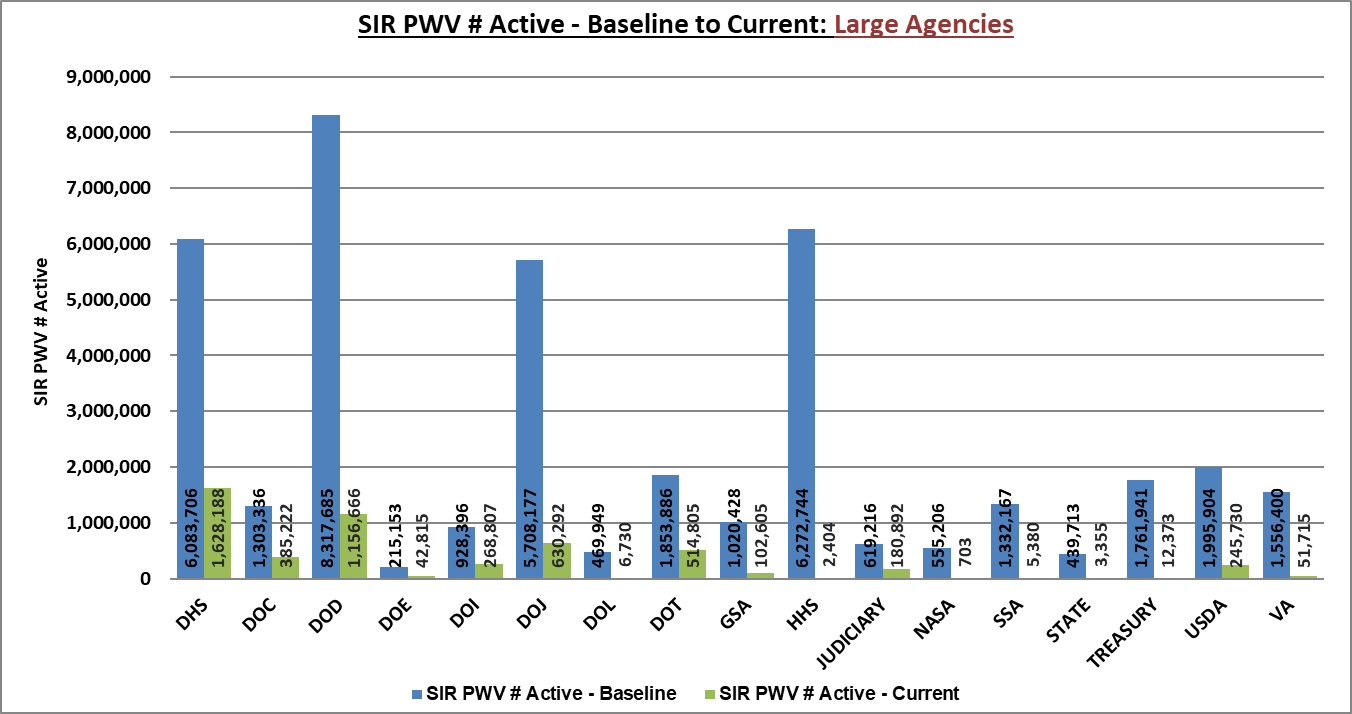 SIR PWV # Active - Baseline to Current: Large Agencies
SIR PWV # Active
9,000,000
8,000,000
7,000,000
6,000,000
5,000,000
4,000,000
3,000,000
2,000,000
1,000,000
0
6,083,706
1,628,188
1,303,336
385,222
8,317,685
1,156,666
215,153
42,815
928,396
268,807
5,708,177
630,292
469,949
6,730
1,853,886
514,805
1,020,428
102,605
6,272,744
2,404
619,216
180,892
555,206
703
1,332,167
5,380
439,713
3,355
1,761,941
12,373
1,995,904
245,730
1,556,400
51,715
DHS
DOC
DOD
DOE
DOI
DOJ
DOL
DOT
GSA
HHS
JUDICIARY
NASA
SSA
STATE
TREASURY
USDA
VA
SIR PWV # Active - Baseline
SIR PWV # Active - Current